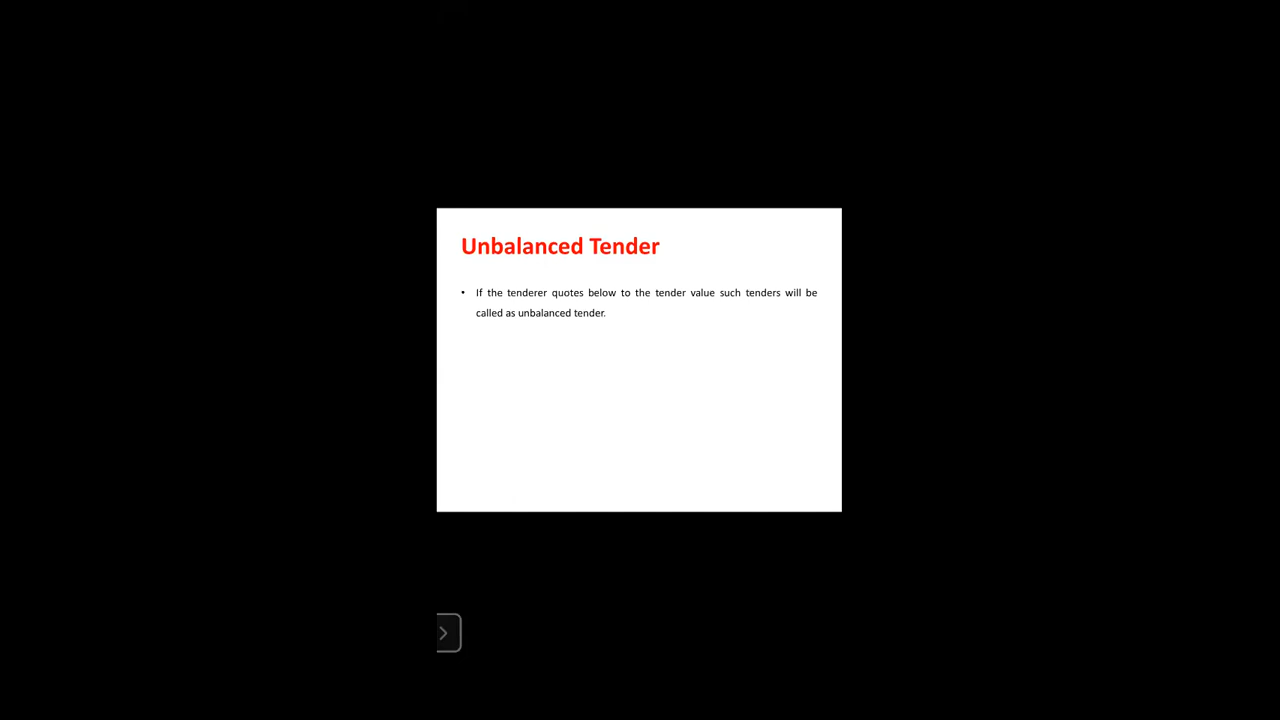 Unbalanced Tender
• If the tenderer quotes below to the tender value such tenders will be
called as unbalanced tender.